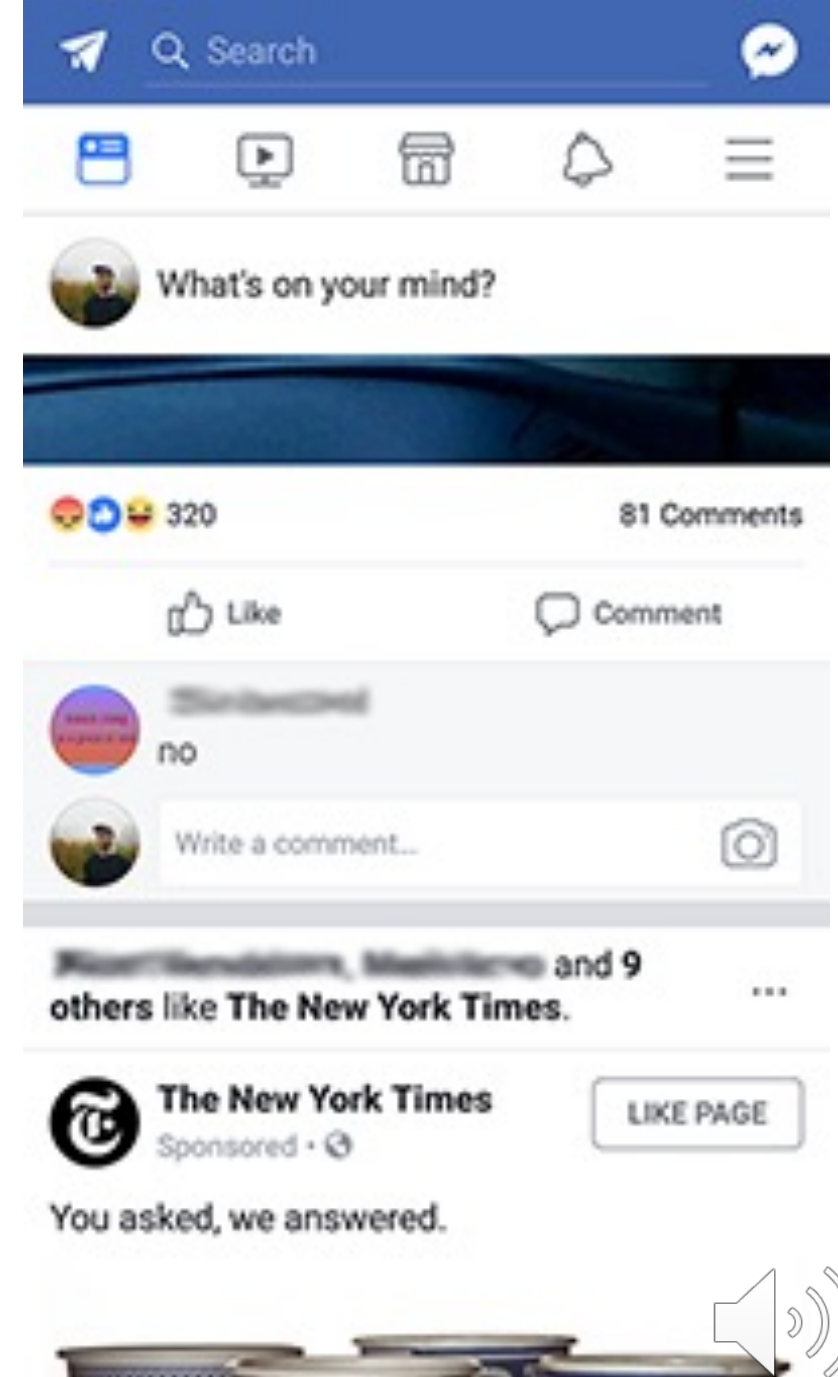 Search
What's on your mind?
320
81 Comments
Like
Comment
no
Write a comment...
and 9
others like The New York Times.
The New York Times
LIKE PAGE
Sponsored
You asked, we answered.